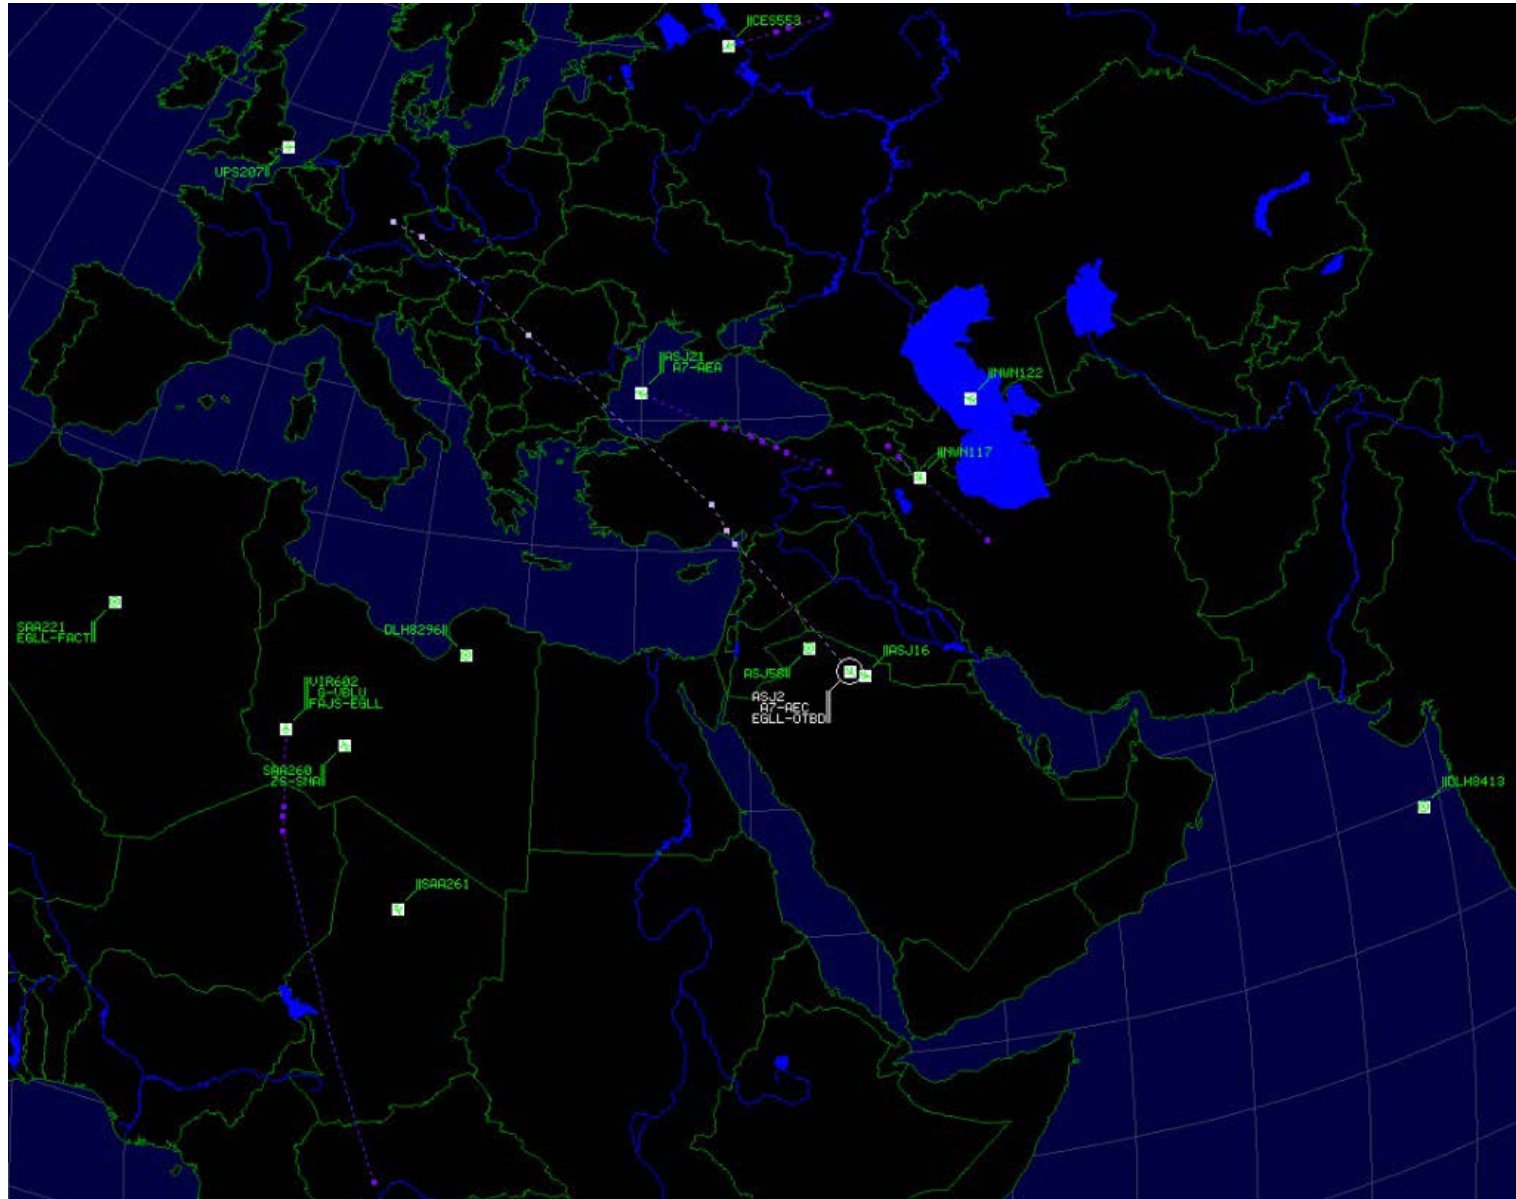 CES553
UPS207
ASJ21
A7-AEA
NWN122
NWN117
SAA221
EGLL-FACT
DLH8296
ASJ16
ASJ58
ASJ2
A7-AEC
EGLL-OTBD
VIR602
FAJS-EGLL
SAA260
ZS-SNA
DLH8413
SAA261